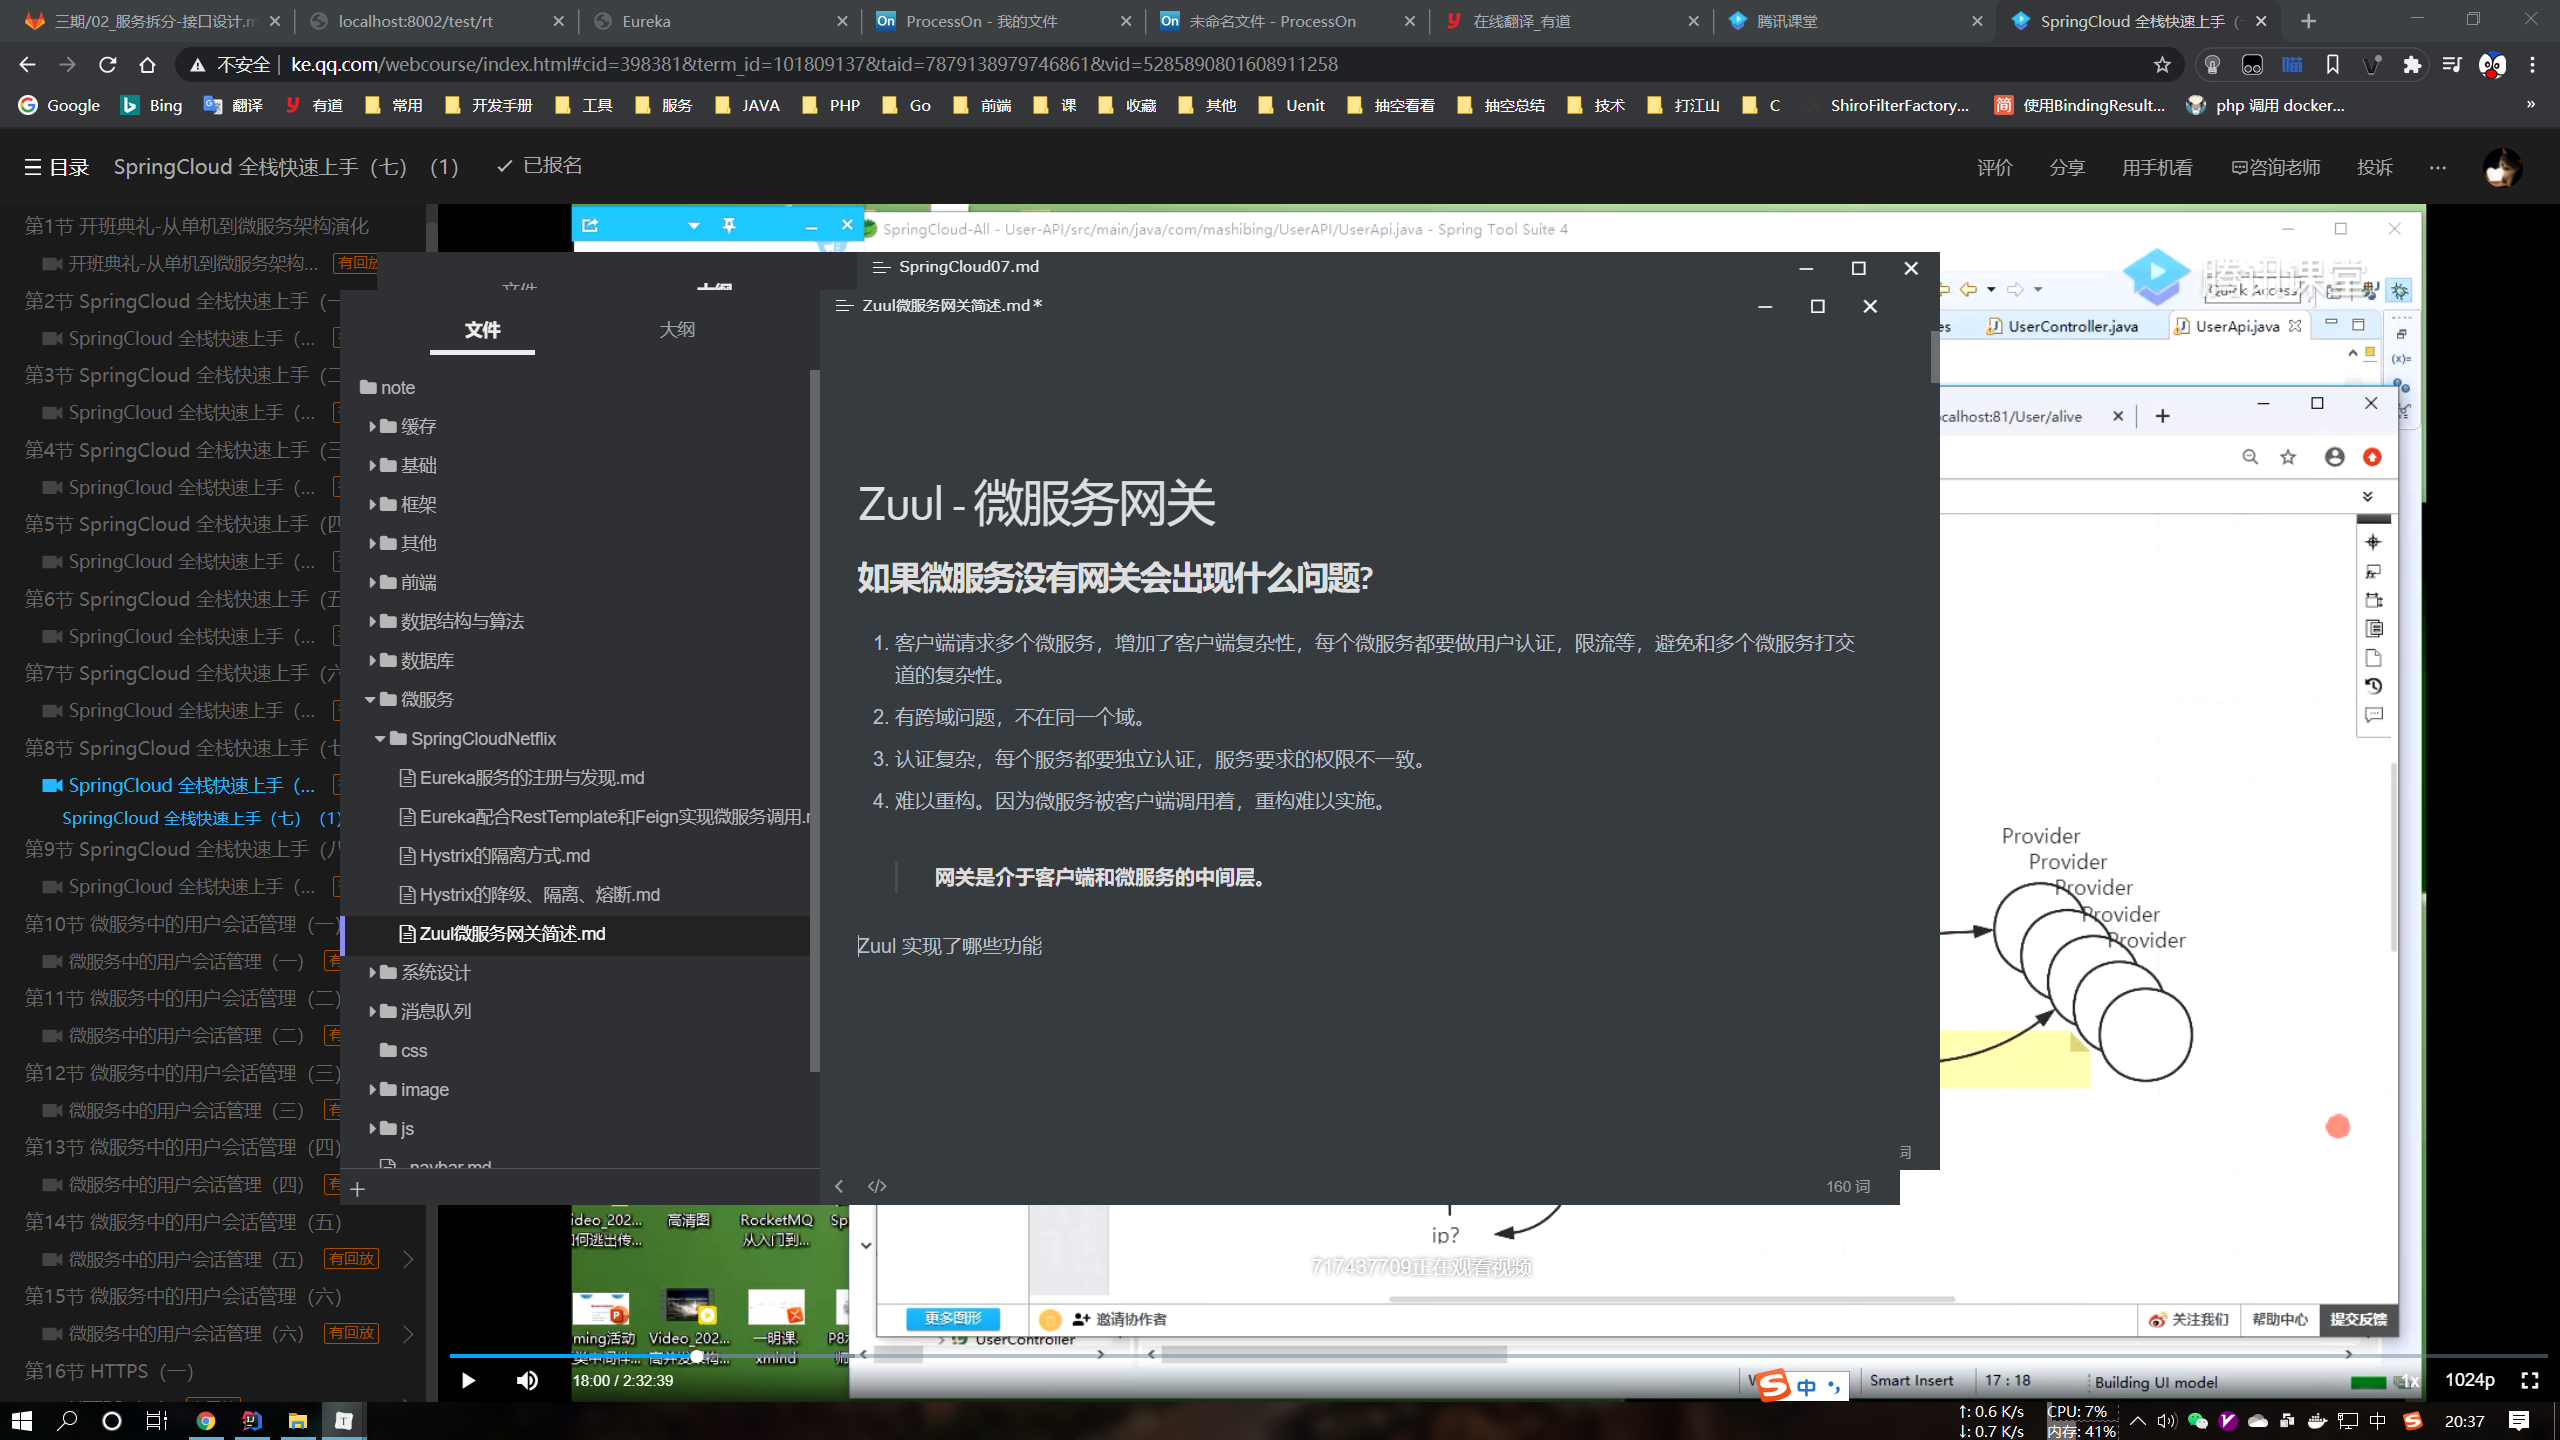 三期/02_服务拆分-接口设计.m
localhost:8002/test/rt
Eureka
ProcessOn - 我的文件
未命名文件 - ProcessOn
在线翻译_有道
腾讯课堂
SpringCloud 全栈快速上手（
不安全
ke.qq.com/webcourse/index.html#cid=398381&term_id=101809137&taid=7879138979746861&vid=5285890801608911258
Google
Bing
翻译
有道
常用
开发手册
工具
服务
JAVA
PHP
Go
前端
课
收藏
其他
Uenit
抽空看看
抽空总结
技术
打江山
C
ShiroFilterFactory...
使用BindingResult...
php 调用 docker...
目录
SpringCloud 全栈快速上手（七）（1）
已报名
评价
分享
用手机看
咨询老师
投诉
第1节 开班典礼-从单机到微服务架构演化
开班典礼-从单机到微服务架构...
第2节 SpringCloud 全栈快速上手（一
SpringCloud 全栈快速上手（...
第3节 SpringCloud 全栈快速上手（二
SpringCloud 全栈快速上手（...
第4节 SpringCloud 全栈快速上手（三
SpringCloud 全栈快速上手（...
第5节 SpringCloud 全栈快速上手（四
SpringCloud 全栈快速上手（...
第6节 SpringCloud 全栈快速上手（五
SpringCloud 全栈快速上手（...
第7节 SpringCloud 全栈快速上手（六
SpringCloud 全栈快速上手（...
第8节 SpringCloud 全栈快速上手（七
SpringCloud 全栈快速上手（...
SpringCloud 全栈快速上手（七）（1）
第9节 SpringCloud 全栈快速上手（八
SpringCloud 全栈快速上手（...
第10节 微服务中的用户会话管理（一）
微服务中的用户会话管理（一）
第11节 微服务中的用户会话管理（二）
微服务中的用户会话管理（二）
第12节 微服务中的用户会话管理（三）
微服务中的用户会话管理（三）
第13节 微服务中的用户会话管理（四）
微服务中的用户会话管理（四）
第14节 微服务中的用户会话管理（五）
微服务中的用户会话管理（五） 有回放
第15节 微服务中的用户会话管理（六）
微服务中的用户会话管理（六） 有回放
第16节 HTTPS（一）
SpringCloud-All - User-API/src/main/java/com/mashibing/UserAPI/UserApi.java - Spring Tool Suite 4
腾讯课堂
Quick Access
UserController.java
UserApi.java
SpringCloud07.md
Zuul微服务网关简述.md*
文件
大纲
note
缓存
基础
框架
其他
前端
数据结构与算法
数据库
微服务
SpringCloudNetflix
Eureka服务的注册与发现.md
Eureka配合RestTemplate和Feign实现微服务调用.
Hystrix的隔离方式.md
Hystrix的降级、隔离、熔断.md
Zuul微服务网关简述.md
系统设计
消息队列
css
image
js
_navbar.md
Zuul - 微服务网关
如果微服务没有网关会出现什么问题?
1. 客户端请求多个微服务，增加了客户端复杂性，每个微服务都要做用户认证，限流等，避免和多个微服务打交
道的复杂性。
2. 有跨域问题，不在同一个域。
3. 认证复杂，每个服务都要独立认证，服务要求的权限不一致。
4. 难以重构。因为微服务被客户端调用着，重构难以实施。
网关是介于客户端和微服务的中间层。
Zuul 实现了哪些功能
160 词
calhost:81/User/alive
Provider
Provider
Provider
Provider
Provider
ip?
717437709正在观看视频
高清图
RocketMQ
从入门到...
ming活动
Video_202...
一明课.
xmind
更多图形
邀请协作者
关注我们
帮助中心
提交反馈
UserController
18:00 / 2:32:39
中
Smart Insert
17 : 18
Building UI model
1x
1024p
↑: 0.6 K/s
↓: 0.7 K/s
CPU: 7%
内存: 41%
中
20:37